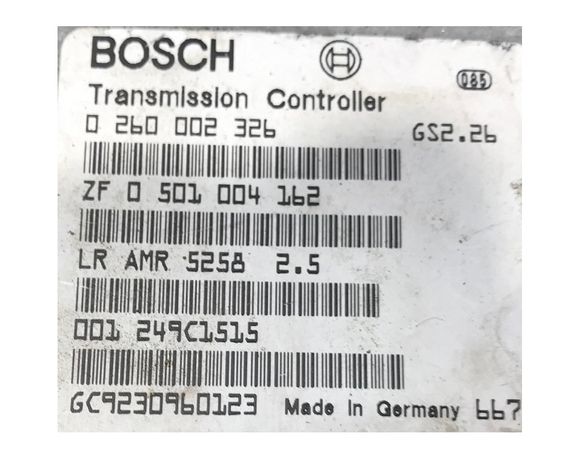 BOSCH
085
Transmission Controller
0 260 002 326 GS2.26
ZF 0 501 004 162
LR AMR 5258 2.5
001 249C1515
GC9230960123 Made in Germany 667